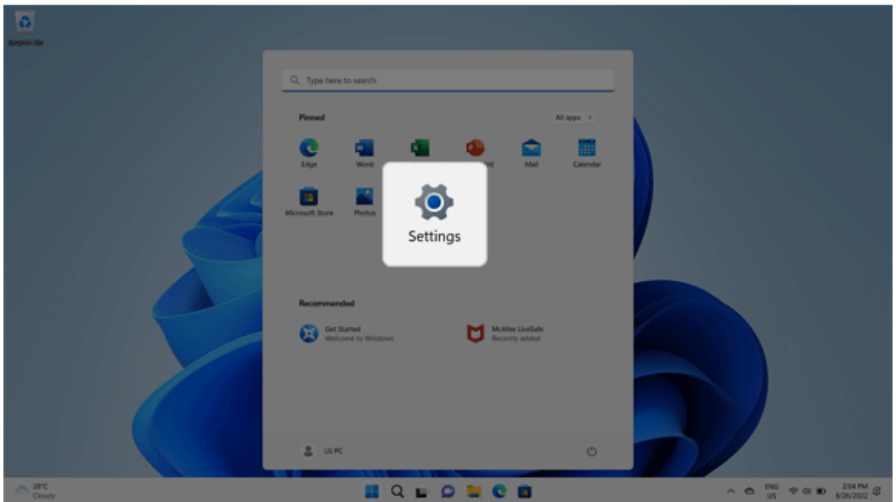 Recycle Bin
Type here to search
Pinned
All apps >
Edge
Word
Mail
Calendar
Microsoft Store
Photos
Settings
Recommended
Get Started
Welcome to Windows
McAfee LiveSafe
Recently added
LG PC
28°C
Cloudy
ENG
US
2:04 PM
8/26/2022